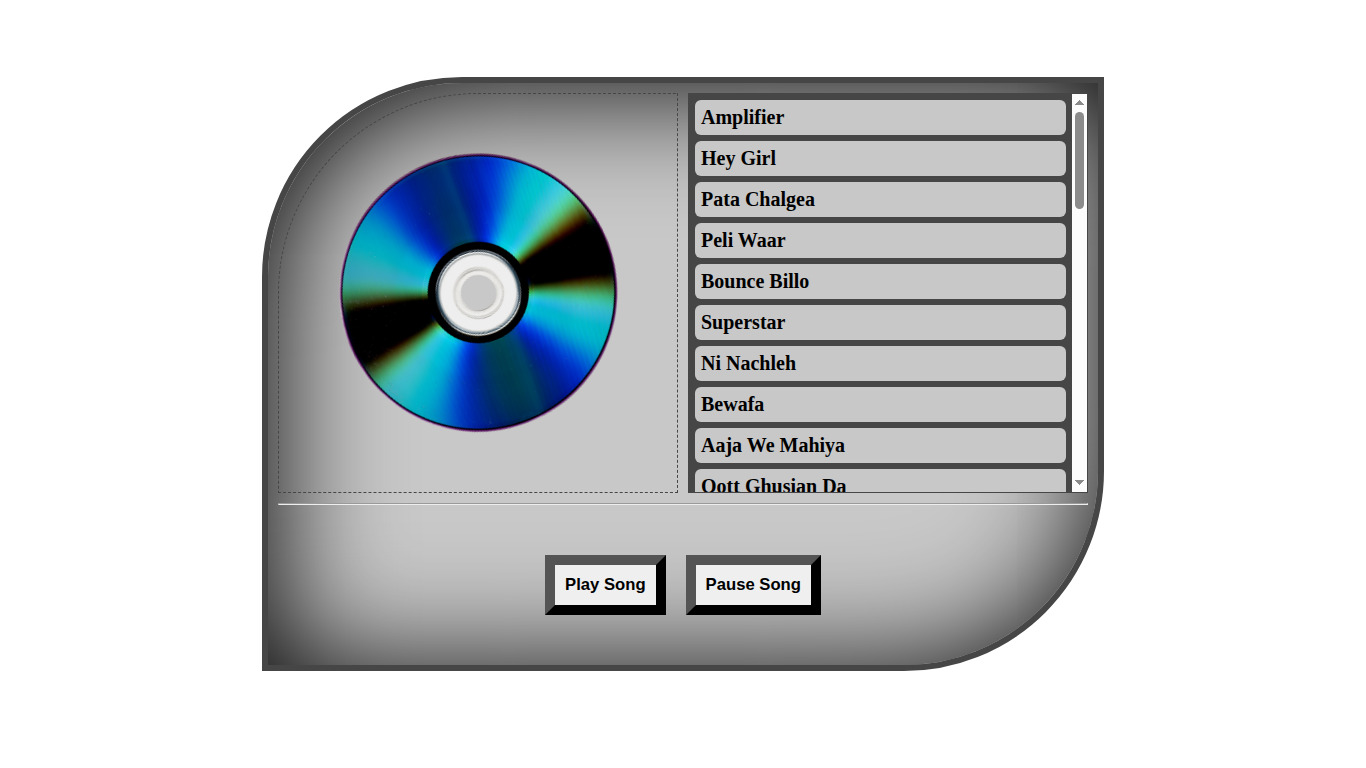 Amplifier
Hey Girl
Pata Chalgea
Peli Waar
Bounce Billo
Superstar
Ni Nachleh
Bewafa
Aaja We Mahiya
Oott Ghusian Da
Play Song
Pause Song